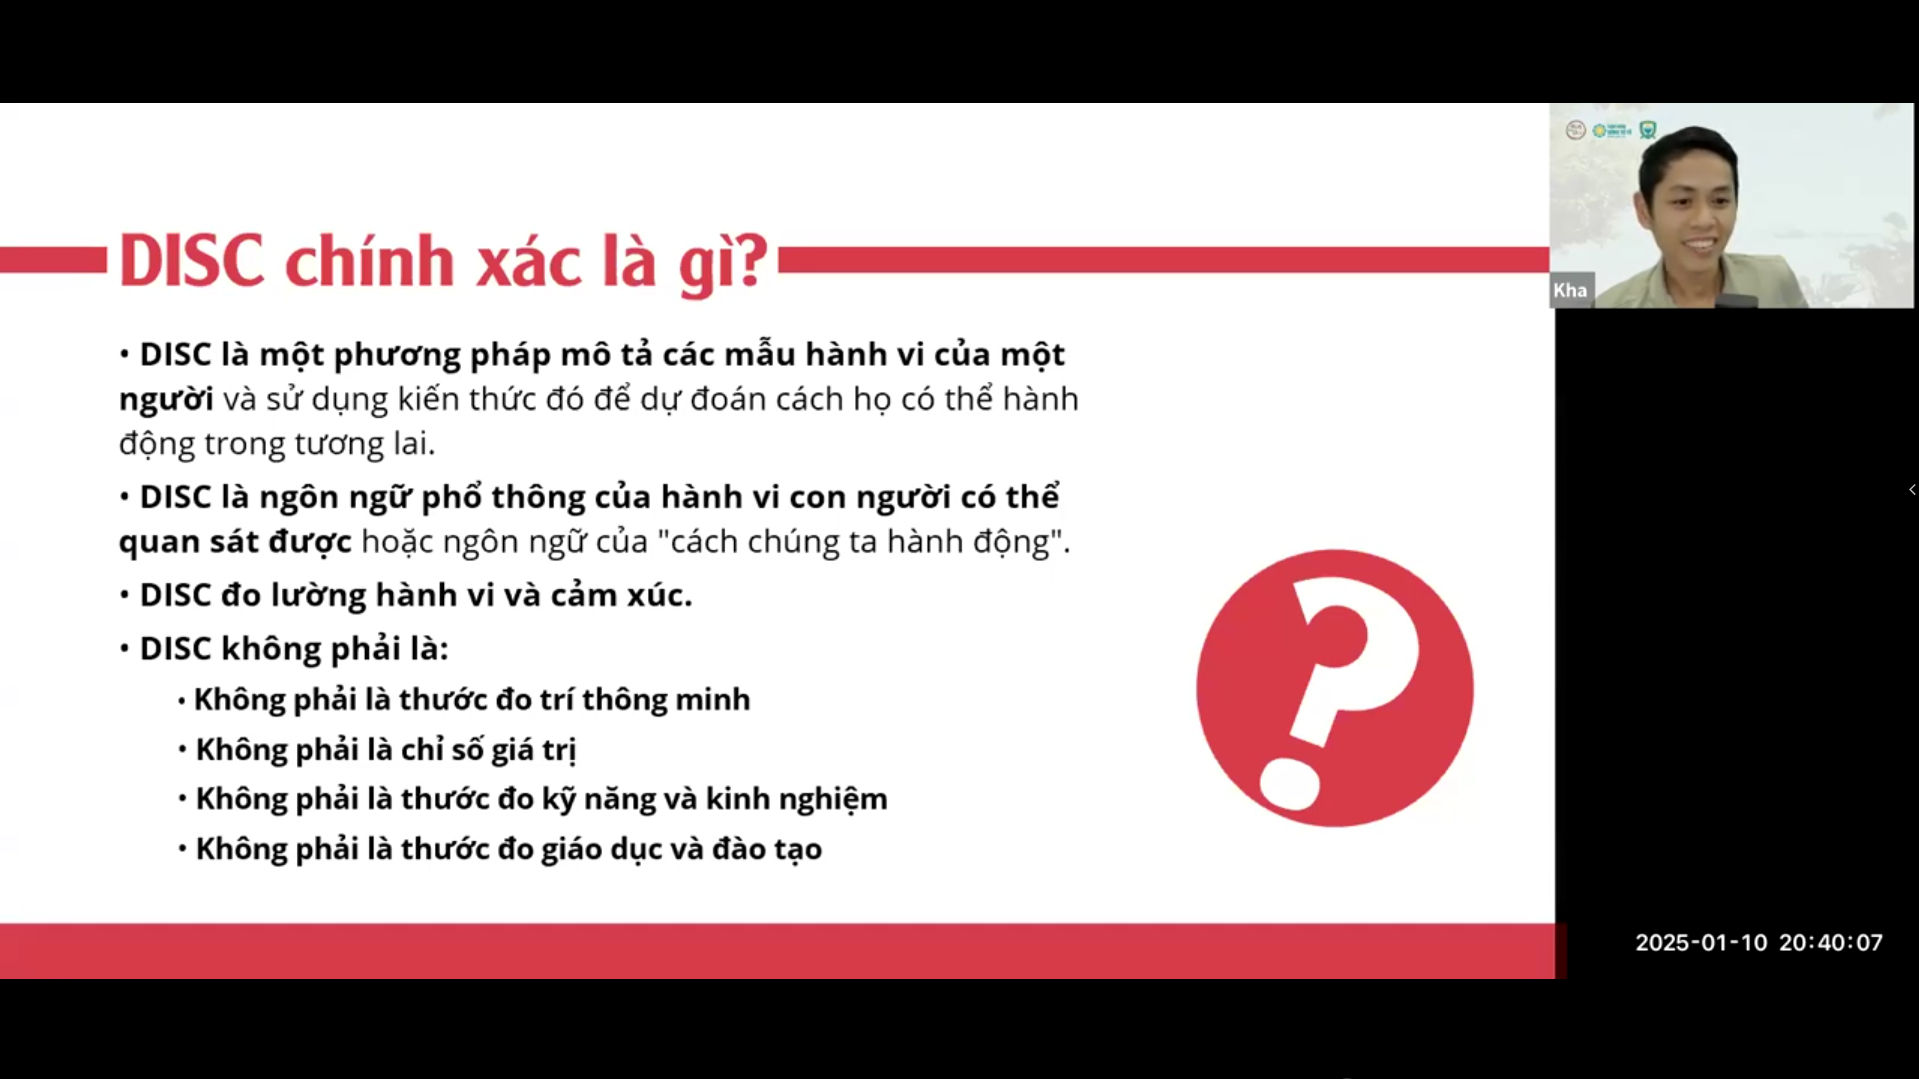 DISC chính xác là gì?
• DISC là một phương pháp mô tả các mẫu hành vi của một
người và sử dụng kiến thức đó để dự đoán cách họ có thể hành
động trong tương lai.
• DISC là ngôn ngữ phổ thông của hành vi con người có thể
quan sát được hoặc ngôn ngữ của "cách chúng ta hành động".
• DISC đo lường hành vi và cảm xúc.
• DISC không phải là:
• Không phải là thước đo trí thông minh
• Không phải là chỉ số giá trị
• Không phải là thước đo kỹ năng và kinh nghiệm
• Không phải là thước đo giáo dục và đào tạo
?
Kha
2025-01-10 20:40:07